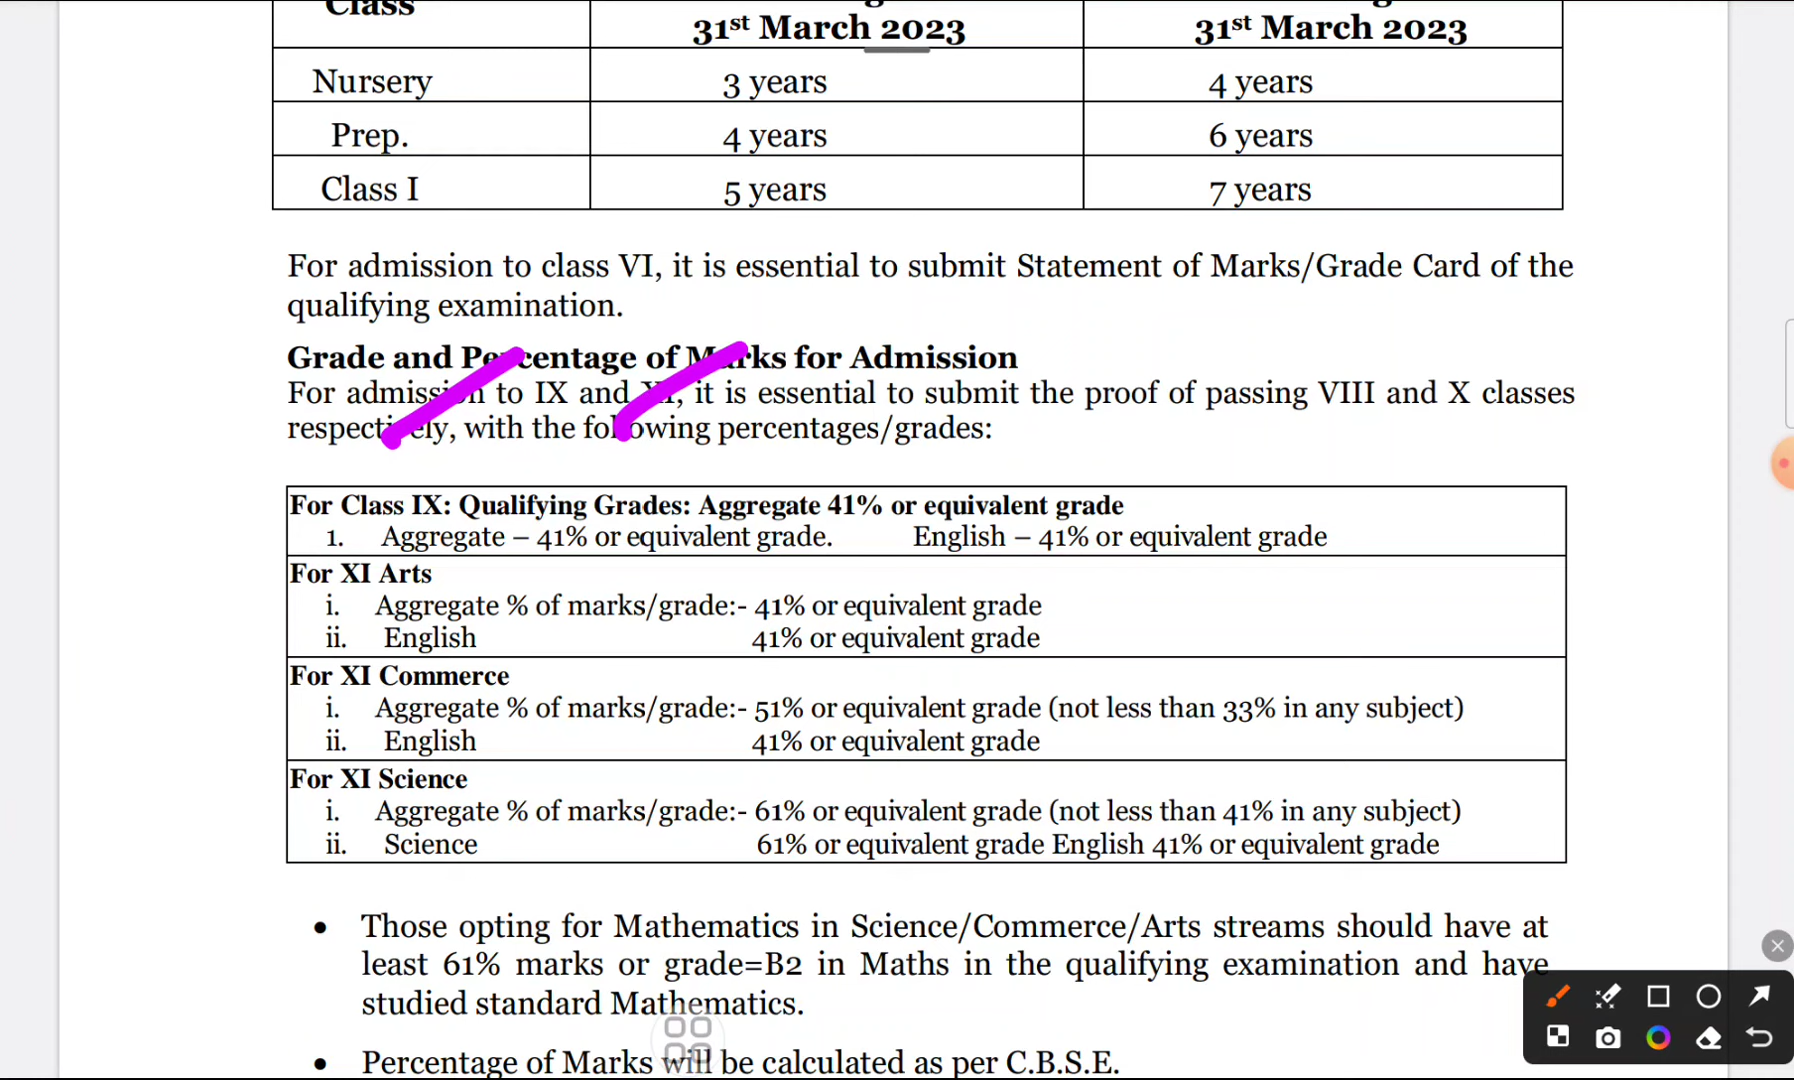 Class
31st March 2023 31st March 2023
Nursery 3 years 4 years
Prep. 4 years 6 years
Class I 5 years 7 years
For admission to class VI, it is essential to submit Statement of Marks/Grade Card of the
qualifying examination.
Grade and Percentage of Marks for Admission
For admission to IX and XI, it is essential to submit the proof of passing VIII and X classes
respectively, with the following percentages/grades:
For Class IX: Qualifying Grades: Aggregate 41% or equivalent grade
1. Aggregate – 41% or equivalent grade. English – 41% or equivalent grade
For XI Arts
i. Aggregate % of marks/grade:- 41% or equivalent grade
ii. English 41% or equivalent grade
For XI Commerce
i. Aggregate % of marks/grade:- 51% or equivalent grade (not less than 33% in any subject)
ii. English 41% or equivalent grade
For XI Science
i. Aggregate % of marks/grade:- 61% or equivalent grade (not less than 41% in any subject)
ii. Science 61% or equivalent grade English 41% or equivalent grade
• Those opting for Mathematics in Science/Commerce/Arts streams should have at
least 61% marks or grade=B2 in Maths in the qualifying examination and have
studied standard Mathematics.
• Percentage of Marks will be calculated as per C.B.S.E.